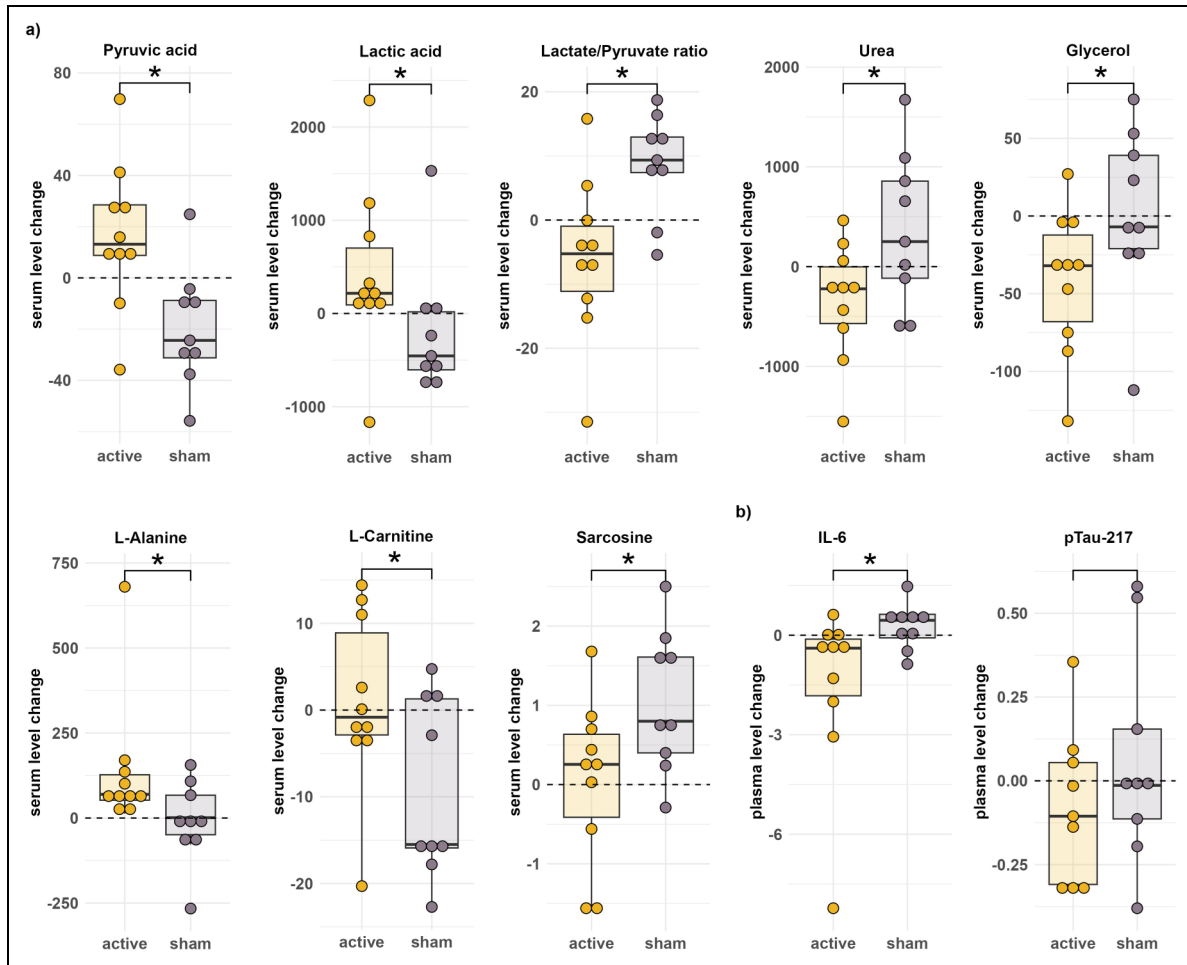 a)
Pyruvic acid
serum level change
80
40
0
-40
*
active sham
Lactic acid
serum level change
2000
1000
0
-1000
*
active sham
Lactate/Pyruvate ratio
serum level change
20
0
-20
*
active sham
Urea
serum level change
2000
1000
0
-1000
*
active sham
Glycerol
serum level change
50
0
-50
-100
*
active sham
L-Alanine
serum level change
750
500
250
0
-250
*
active sham
L-Carnitine
serum level change
10
0
-10
-20
*
active sham
Sarcosine
serum level change
2
1
0
-1
*
active sham
b)
IL-6
plasma level change
0
-3
-6
*
active sham
pTau-217
plasma level change
0.50
0.25
0.00
-0.25
active sham